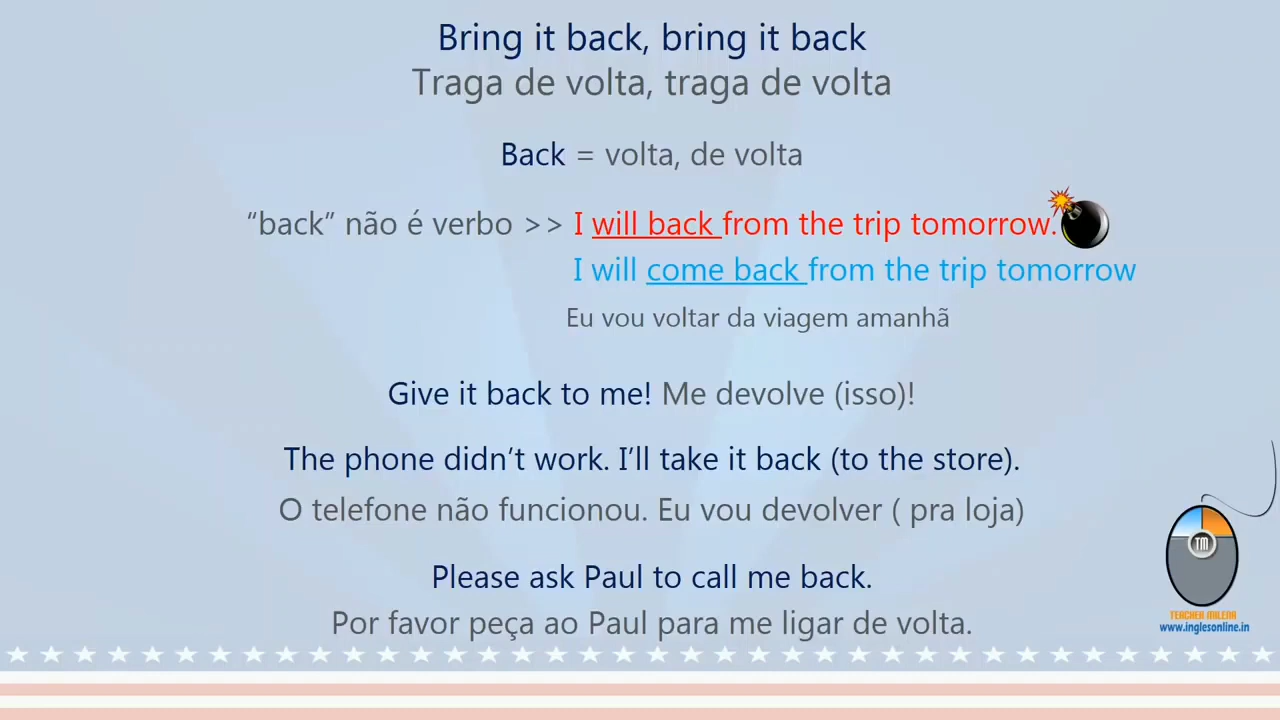 Bring it back, bring it back
Traga de volta, traga de volta
Back = volta, de volta
“back” não é verbo >> I will back from the trip tomorrow.
I will come back from the trip tomorrow
Eu vou voltar da viagem amanhã
Give it back to me! Me devolve (isso)!
The phone didn’t work. I’ll take it back (to the store).
O telefone não funcionou. Eu vou devolver ( pra loja)
Please ask Paul to call me back.
Por favor peça ao Paul para me ligar de volta.
TM
TEACHER MILENA
www.inglesonline.in